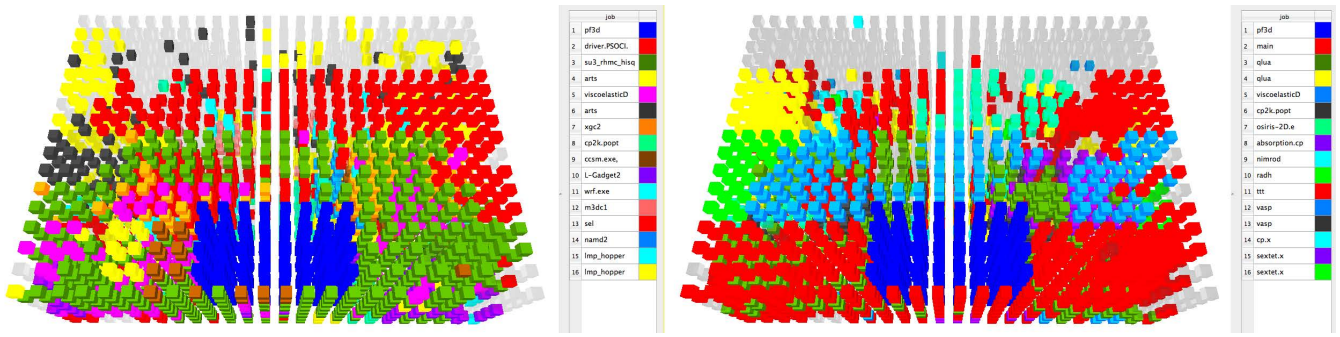 job
1 pf3d
2 driver.PSOCI.
3 su3_rhmc_hisq
4 arts
5 viscoelasticD
6 arts
7 xgc2
8 cp2k.popt
9 ccsm.exe,
10 L-Gadget2
11 wrf.exe
12 m3dc1
13 sel
14 namd2
15 lmp_hopper
16 lmp_hopper
job
1 pf3d
2 main
3 qlua
4 qlua
5 viscoelasticD
6 cp2k.popt
7 osiris-2D.e
8 absorption.cp
9 nimrod
10 radh
11 ttt
12 vasp
13 vasp
14 cp.x
15 sextet.x
16 sextet.x